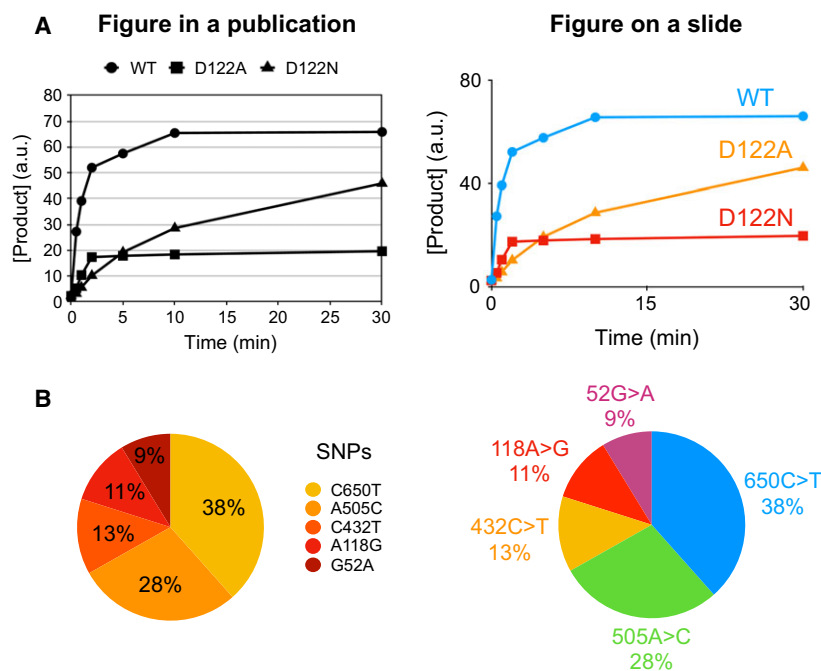 A
Figure in a publication
Figure on a slide
WT D122A D122N
80
70
60
50
40
30
20
10
0
[Product] (a.u.)
0 5 10 15 20 25 30
Time (min)
80
40
0
[Product] (a.u.)
WT
D122A
D122N
0 15 30
Time (min)
B
9%
11%
13%
28%
38%
SNPs
C650T
A505C
C432T
A118G
G52A
52G>A
9%
118A>G
11%
432C>T
13%
650C>T
38%
505A>C
28%